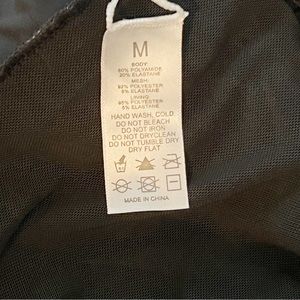 M
BODY:
80% POLYAMIDE
20% ELASTANE
MESH:
92% POLYESTER
8% ELASTANE
LINING:
95% POLYESTER
5% ELASTANE
HAND WASH, COLD
DO NOT BLEACH
DO NOT IRON
DO NOT DRYCLEAN
DO NOT TUMBLE DRY
DRY FLAT
MADE IN CHINA